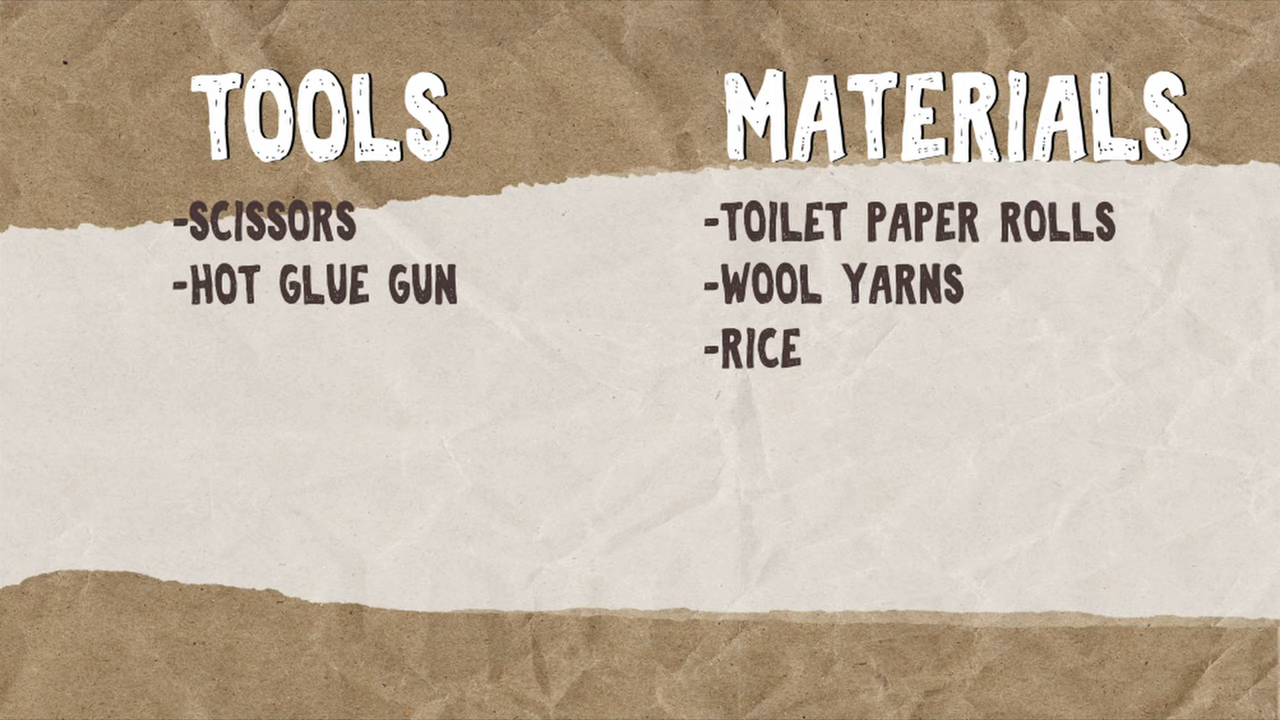 TOOLS
-SCISSORS
-HOT GLUE GUN
MATERIALS
-TOILET PAPER ROLLS
-WOOL YARNS
-RICE